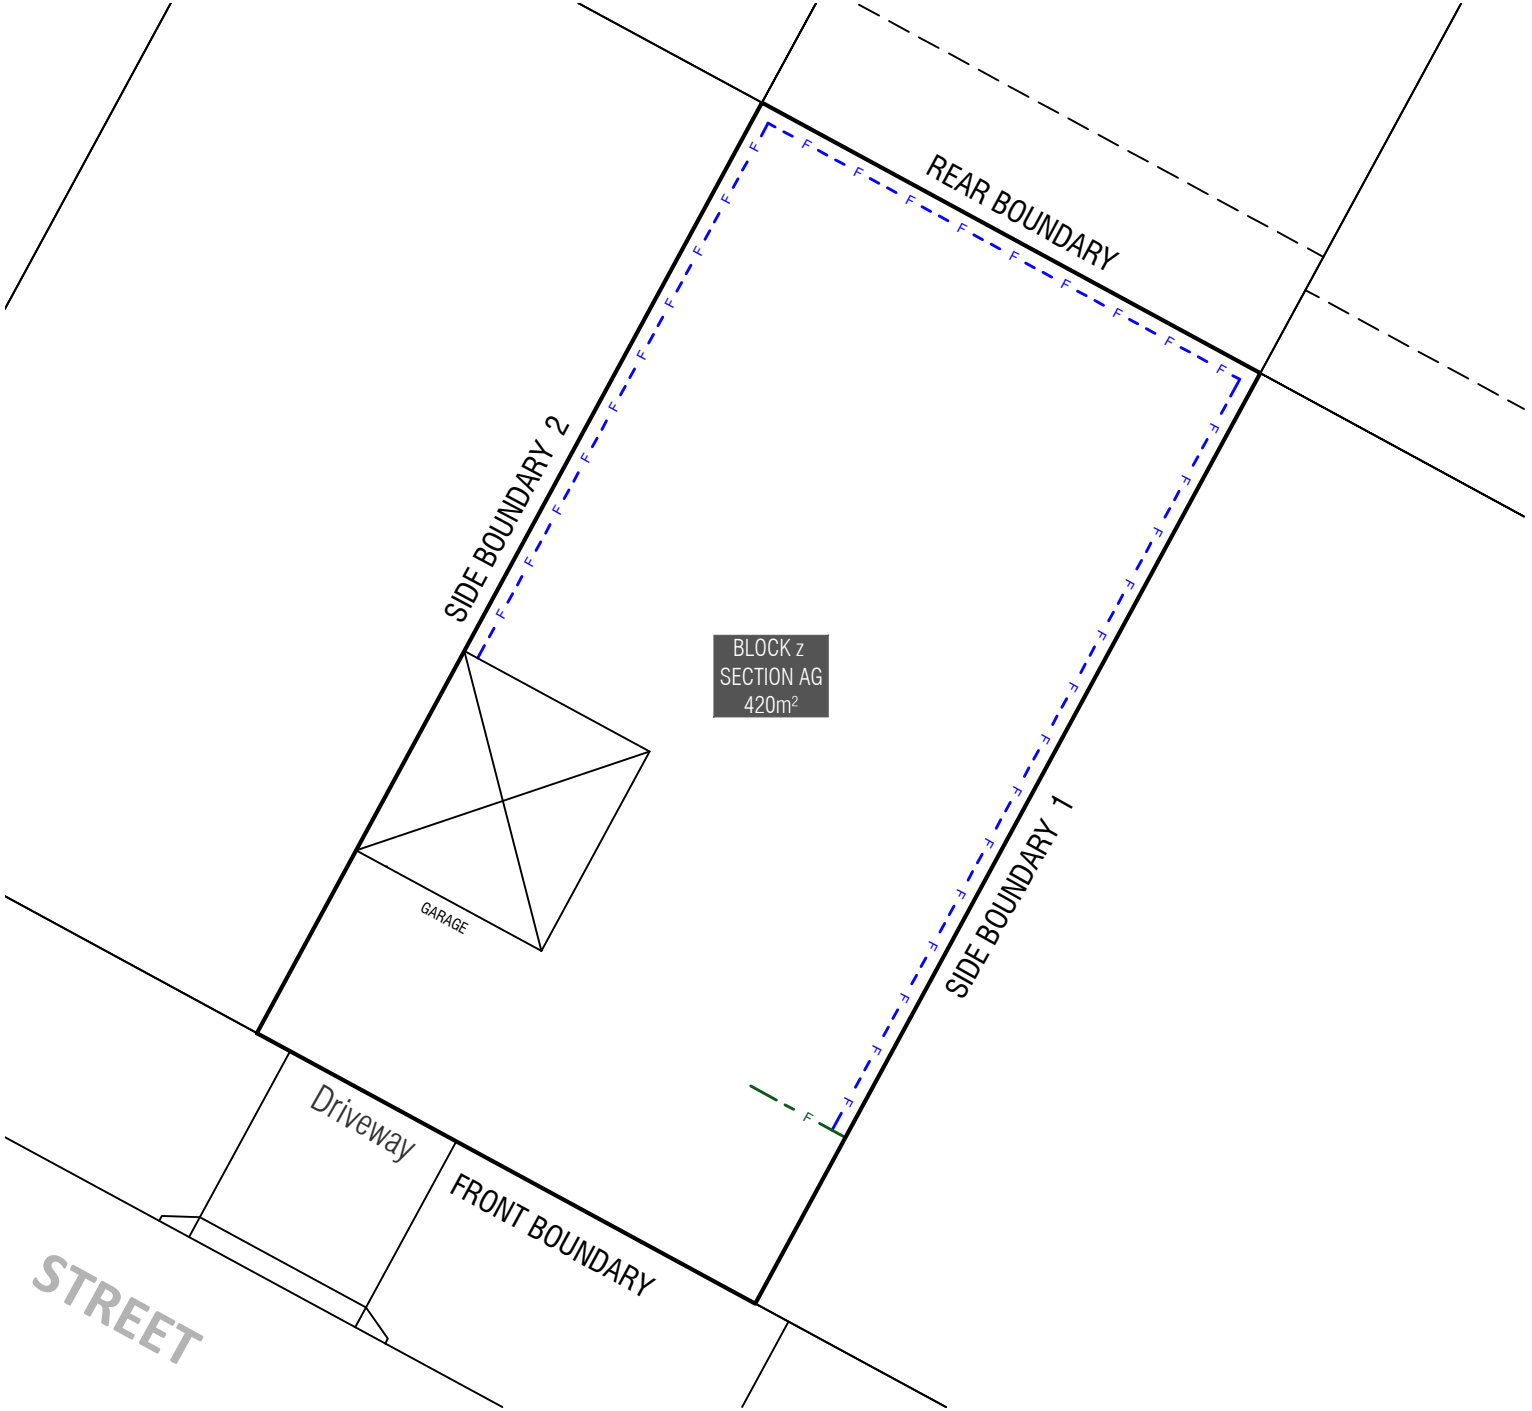 REAR BOUNDARY
F F F F F F F F F
F F F F F F F F F F
SIDE BOUNDARY 2
F F F F F F F F F F F F F F
BLOCK z
SECTION AG
420m²
SIDE BOUNDARY 1
GARAGE
F
Driveway
FRONT BOUNDARY
STREET